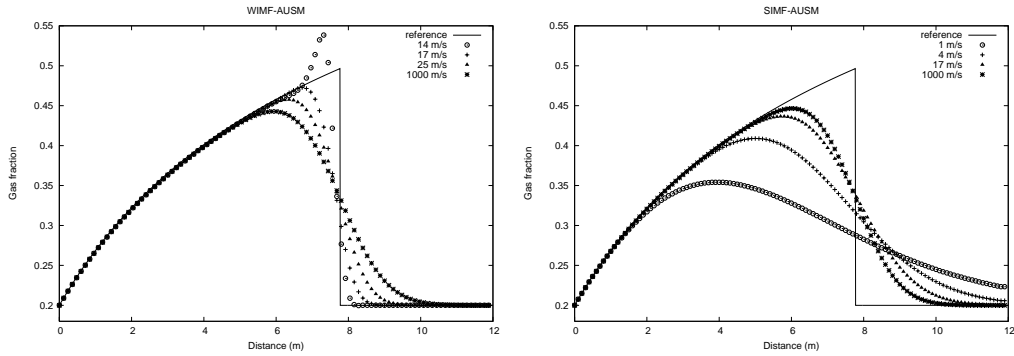 WIMF-AUSM
0.55
0.5
0.45
0.4
0.35
0.3
0.25
0.2
Gas fraction
0
2
4
6
8
10
12
Distance (m)
reference
14 m/s
17 m/s
25 m/s
1000 m/s
SIMF-AUSM
0.55
0.5
0.45
0.4
0.35
0.3
0.25
0.2
Gas fraction
0
2
4
6
8
10
12
Distance (m)
reference
1 m/s
4 m/s
17 m/s
1000 m/s